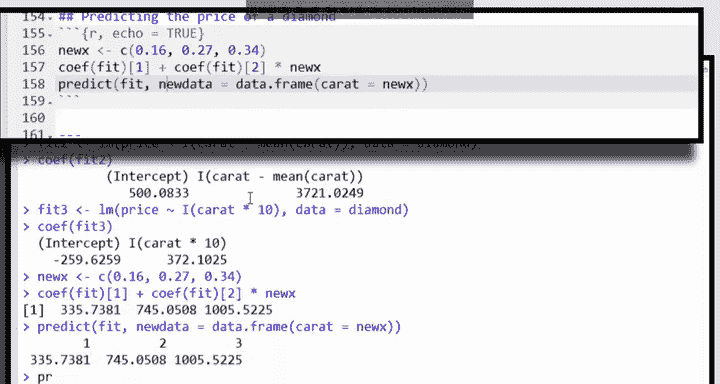 154. ## Predicting the price of a diamond
155. ```{r, echo = TRUE}
156 newx <- c(0.16, 0.27, 0.34)
157 coef(fit)[1] + coef(fit)[2] * newx
158 predict(fit, newdata = data.frame(carat = newx))
159. ```
160
161. ---
> coef(fit2)
(Intercept) I(carat - mean(carat))
500.0833 3721.0249
> fit3 <- lm(price ~ I(carat * 10), data = diamond)
> coef(fit3)
(Intercept) I(carat * 10)
-259.6259 372.1025
> newx <- c(0.16, 0.27, 0.34)
> coef(fit)[1] + coef(fit)[2] * newx
[1] 335.7381 745.0508 1005.5225
> predict(fit, newdata = data.frame(carat = newx))
1 2 3
335.7381 745.0508 1005.5225
> pr